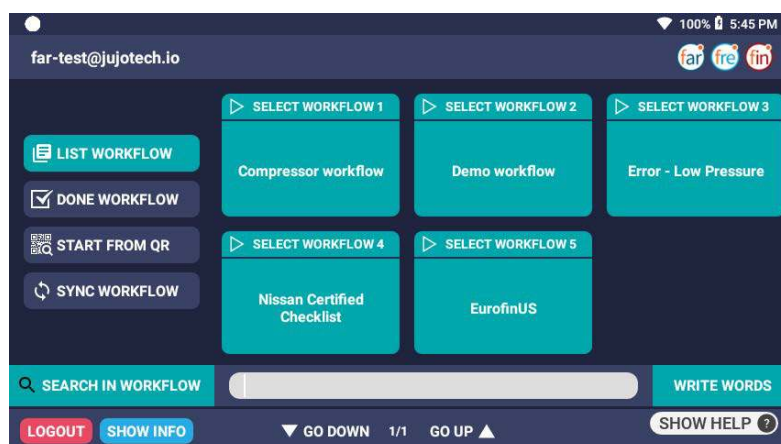 100% 5:45 PM
far-test@jujotech.io
far fre fin
SELECT WORKFLOW 1
SELECT WORKFLOW 2
SELECT WORKFLOW 3
LIST WORKFLOW
Compressor workflow
Demo workflow
Error - Low Pressure
DONE WORKFLOW
START FROM QR
SELECT WORKFLOW 4
SELECT WORKFLOW 5
SYNC WORKFLOW
Nissan Certified
Checklist
EurofinUS
SEARCH IN WORKFLOW
WRITE WORDS
LOGOUT
SHOW INFO
GO DOWN 1/1 GO UP
SHOW HELP ?